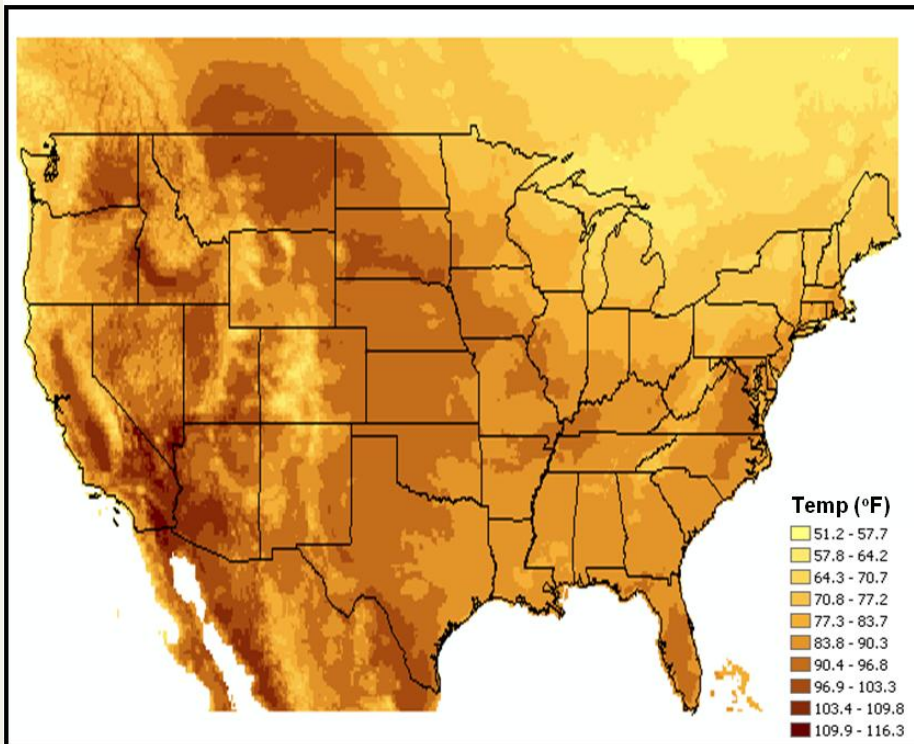 Temp (ºF)
51.2 - 57.7
57.8 - 64.2
64.3 - 70.7
70.8 - 77.2
77.3 - 83.7
83.8 - 90.3
90.4 - 96.8
96.9 - 103.3
103.4 - 109.8
109.9 - 116.3